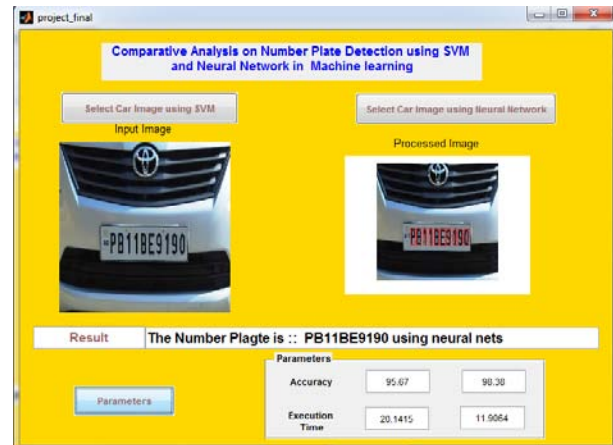 project_final
Comparative Analysis on Number Plate Detection using SVM
and Neural Network in Machine learning
Select Car Image using SVM
Select Car Image using Neural Network
Input Image
Processed Image
PB11BE9190
PB11BE9190
Result
The Number Plagte is :: PB11BE9190 using neural nets
Parameters
Parameters
Accuracy
95.67
98.38
Execution
Time
20.1415
11.9064